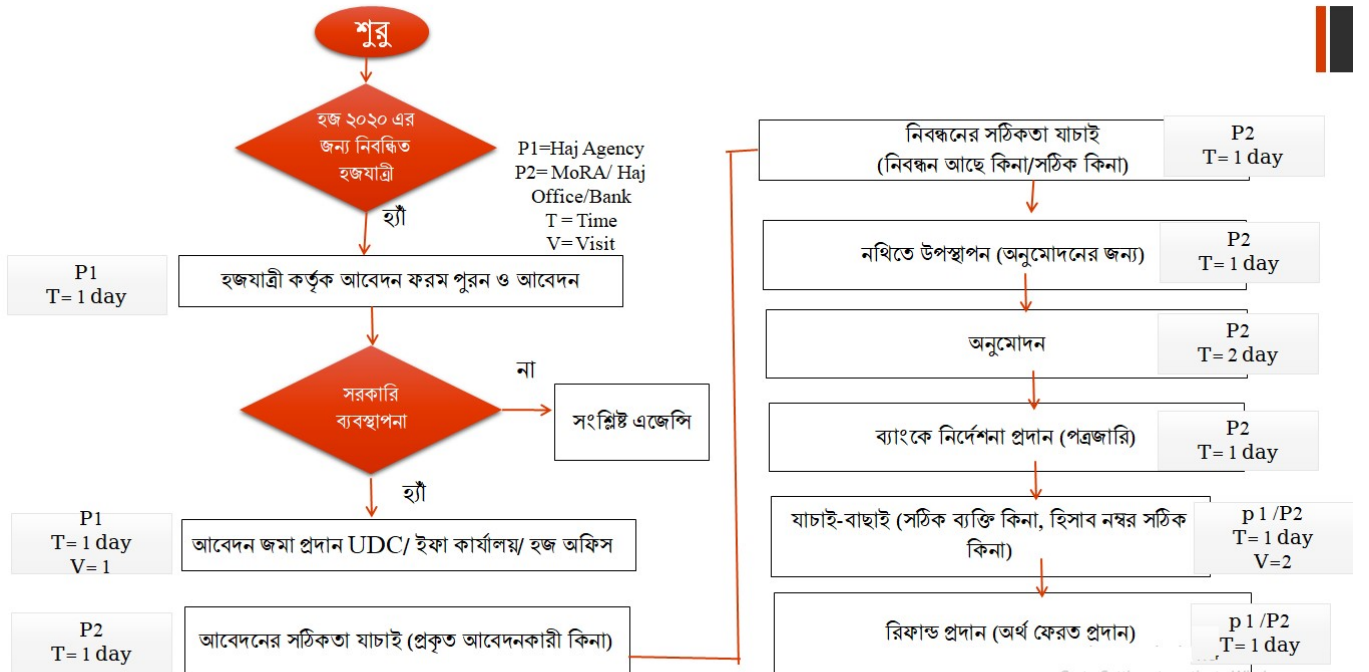 শুরু
হজ ২০২০ এর
জন্য নিবন্ধিত
হজযাত্রী
P1=Haj Agency
P2= MoRA/ Haj
Office/Bank
T = Time
V= Visit
হ্যাঁ
P1
T= 1 day
হজযাত্রী কর্তৃক আবেদন ফরম পুরন ও আবেদন
সরকারি
ব্যবস্থাপনা
না
সংশ্লিষ্ট এজেন্সি
হ্যাঁ
P1
T= 1 day
V= 1
আবেদন জমা প্রদান UDC/ ইফা কার্যালয়/ হজ অফিস
P2
T= 1 day
আবেদনের সঠিকতা যাচাই (প্রকৃত আবেদনকারী কিনা)
নিবন্ধনের সঠিকতা যাচাই
(নিবন্ধন আছে কিনা/সঠিক কিনা)
P2
T= 1 day
নথিতে উপস্থাপন (অনুমোদনের জন্য)
P2
T= 1 day
অনুমোদন
P2
T= 2 day
ব্যাংকে নির্দেশনা প্রদান (পত্রজারি)
P2
T= 1 day
যাচাই-বাছাই (সঠিক ব্যক্তি কিনা, হিসাব নম্বর সঠিক
কিনা)
p 1 /P2
T= 1 day
V=2
রিফান্ড প্রদান (অর্থ ফেরত প্রদান)
p 1 /P2
T= 1 day